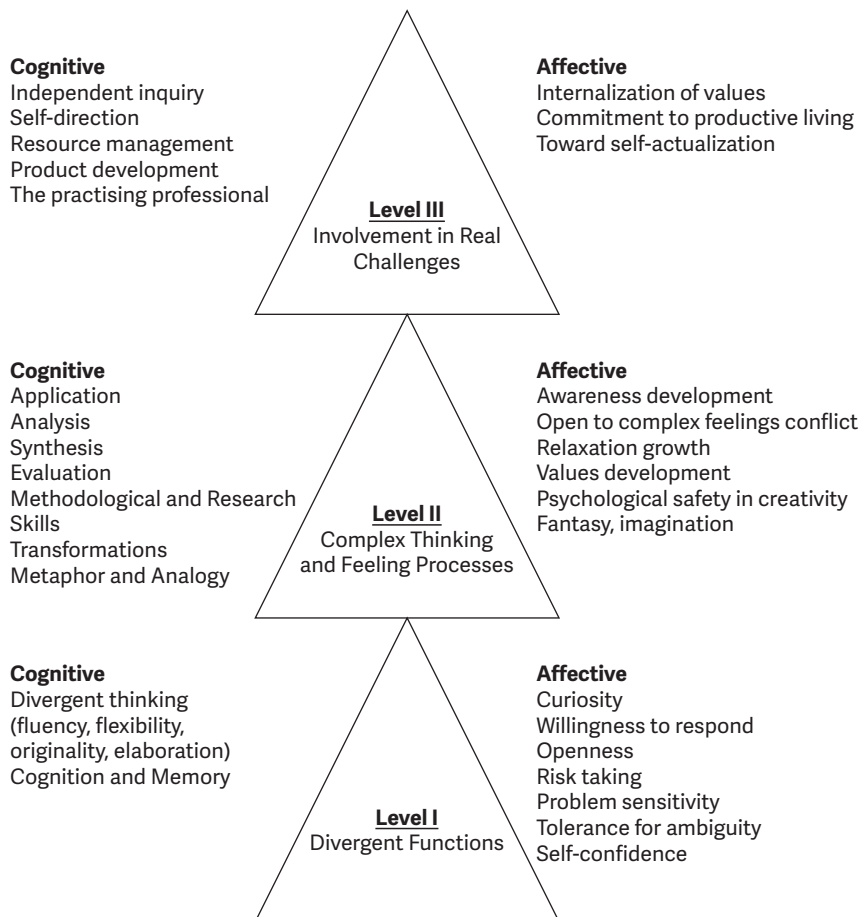 Cognitive
Independent inquiry
Self-direction
Resource management
Product development
The practising professional
Affective
Internalization of values
Commitment to productive living
Toward self-actualization
Level III
Involvement in Real
Challenges
Cognitive
Application
Analysis
Synthesis
Evaluation
Methodological and Research
Skills
Transformations
Metaphor and Analogy
Affective
Awareness development
Open to complex feelings conflict
Relaxation growth
Values development
Psychological safety in creativity
Fantasy, imagination
Level II
Complex Thinking
and Feeling Processes
Cognitive
Divergent thinking
(fluency, flexibility,
originality, elaboration)
Cognition and Memory
Affective
Curiosity
Willingness to respond
Openness
Risk taking
Problem sensitivity
Tolerance for ambiguity
Self-confidence
Level I
Divergent Functions